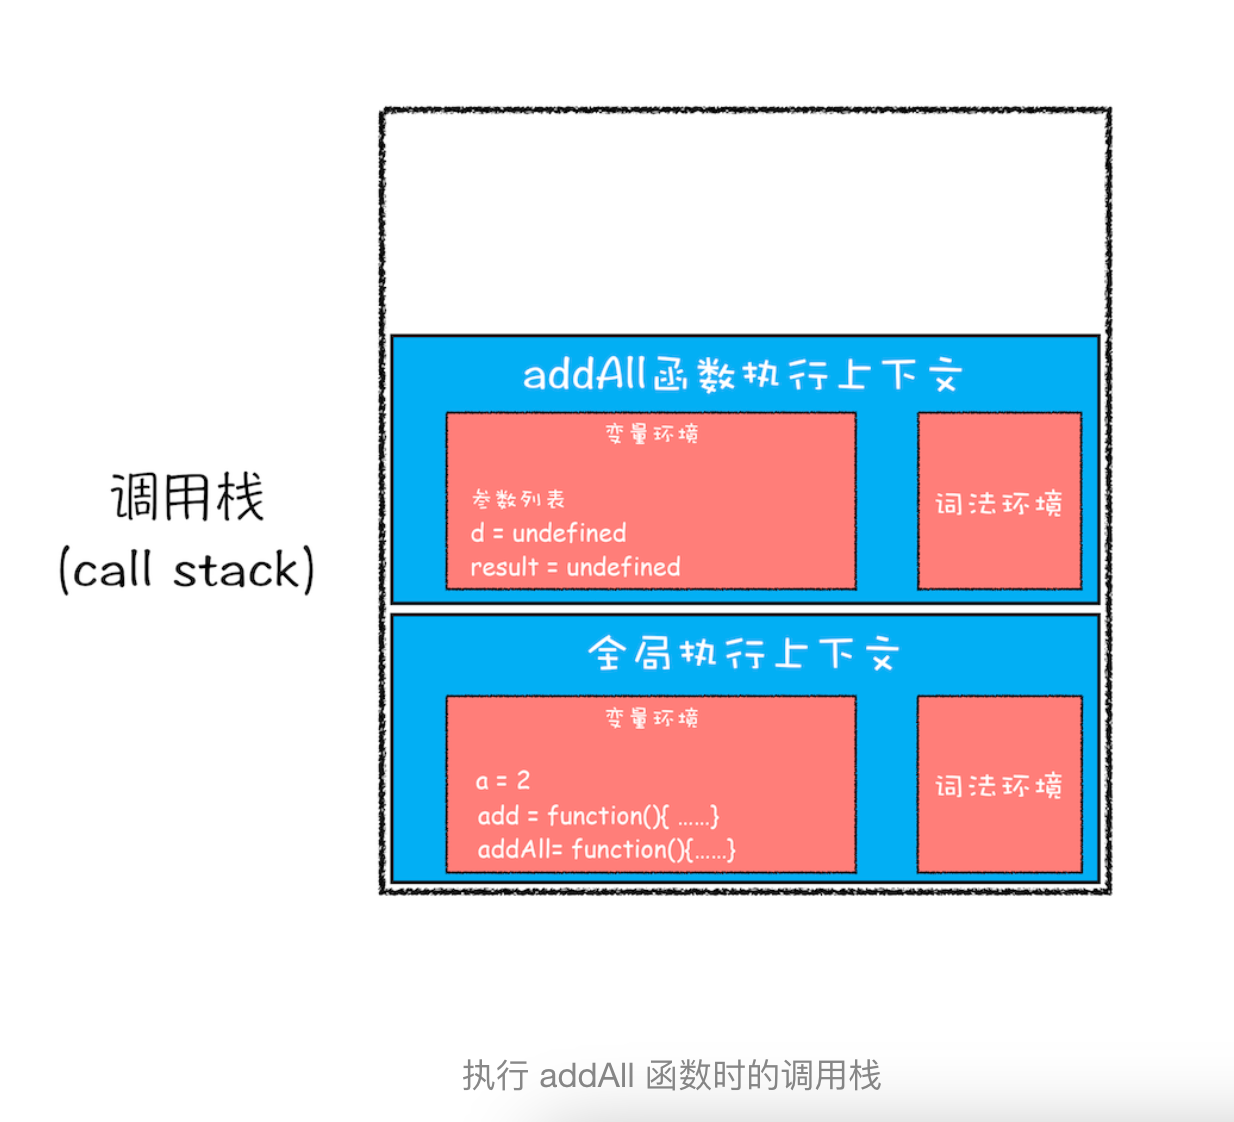 调用栈
(call stack)
addAll函数执行上下文
变量环境
参数列表
d = undefined
result = undefined
词法环境
全局执行上下文
变量环境
a = 2
add = function(){ ......}
addAll= function(){......}
词法环境
执行 addAll 函数时的调用栈